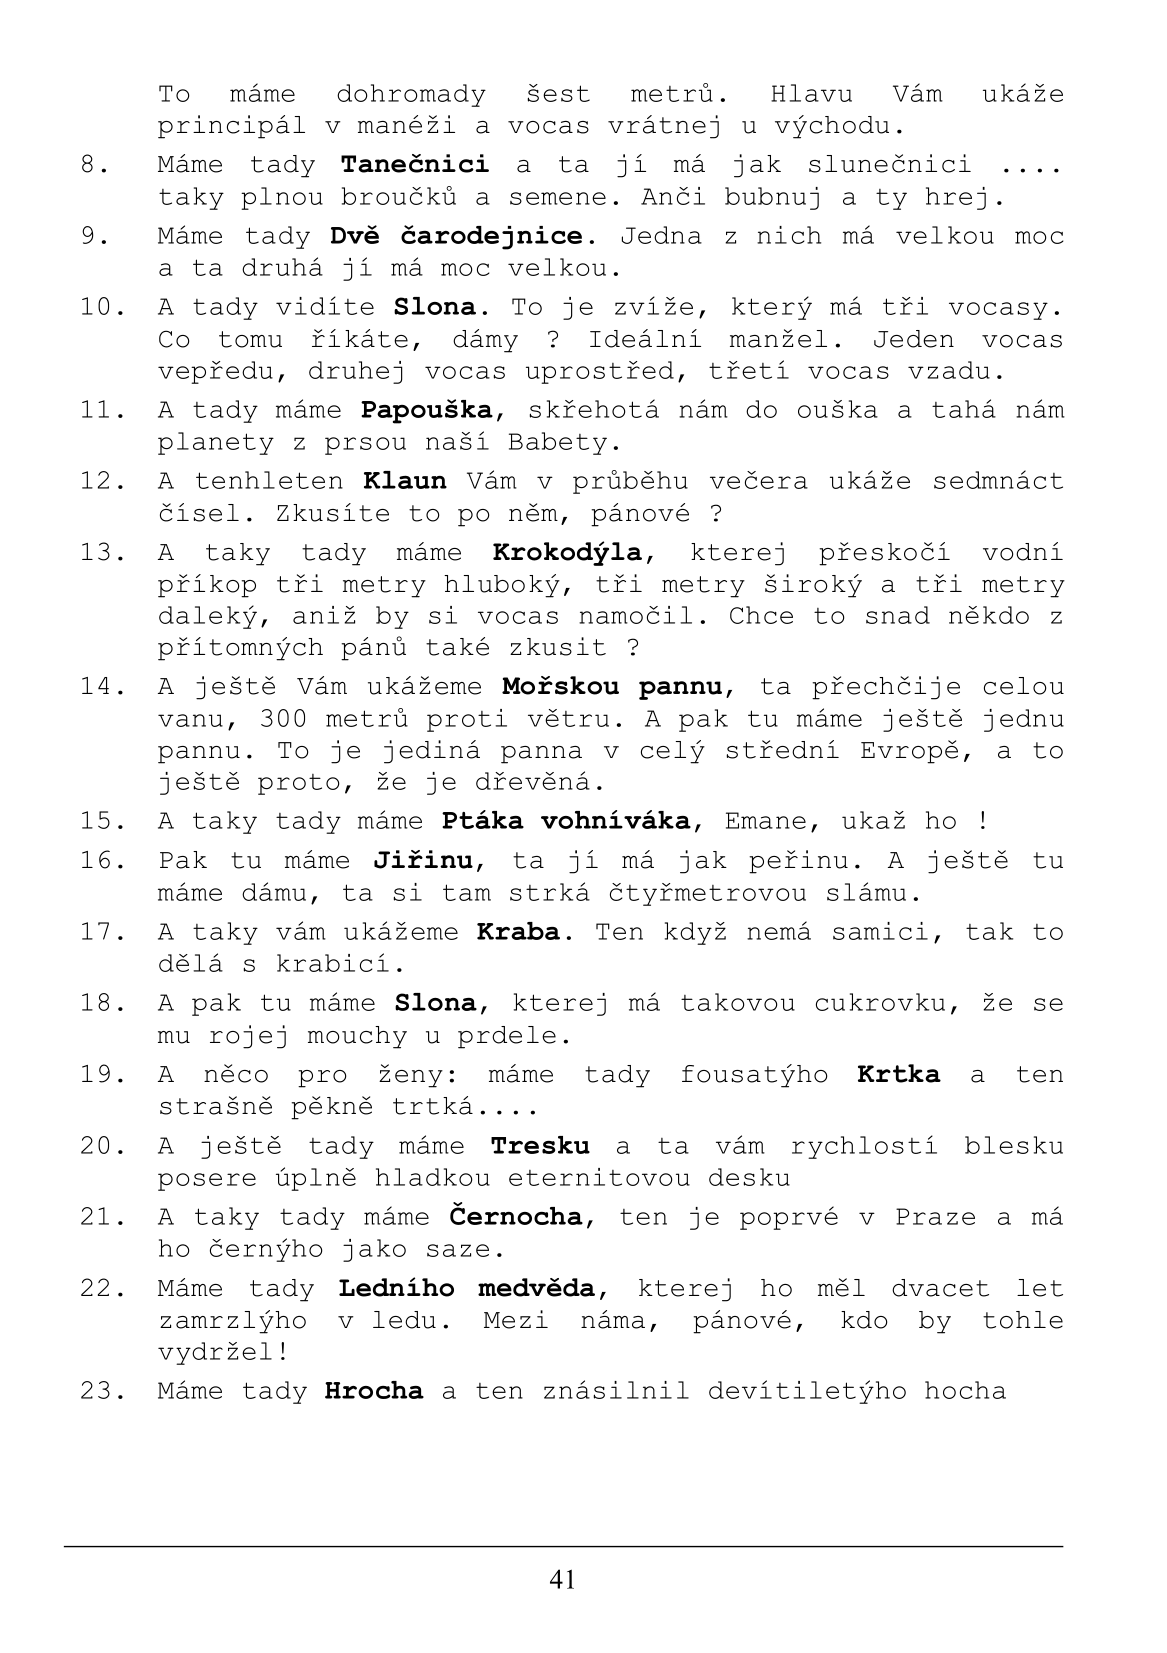 To máme dohromady šest metrů. Hlavu Vám ukáže
principál v manéži a vocas vrátnej u východu.
8. Máme tady Tanečnici a ta jí má jak slunečnici ....
taky plnou broučků a semene. Anči bubnuj a ty hrej.
9. Máme tady Dvě čarodejnice. Jedna z nich má velkou moc
a ta druhá jí má moc velkou.
10. A tady vidíte Slona. To je zvíže, který má tři vocasy.
Co tomu říkáte, dámy ? Ideální manžel. Jeden vocas
vepředu, druhej vocas uprostřed, třetí vocas vzadu.
11. A tady máme Papouška, skřehotá nám do ouška a tahá nám
planety z prsou naší Babety.
12. A tenhleten Klaun Vám v průběhu večera ukáže sedmnáct
čísel. Zkusíte to po něm, pánové ?
13. A taky tady máme Krokodýla, kterej přeskočí vodní
příkop tři metry hluboký, tři metry široký a tři metry
daleký, aniž by si vocas namočil. Chce to snad někdo z
přítomných pánů také zkusit ?
14. A ještě Vám ukážeme Mořskou pannu, ta přechčije celou
vanu, 300 metrů proti větru. A pak tu máme ještě jednu
pannu. To je jediná panna v celý střední Evropě, a to
ještě proto, že je dřevěná.
15. A taky tady máme Ptáka vohníváka, Emane, ukaž ho !
16. Pak tu máme Jiřinu, ta jí má jak peřinu. A ještě tu
máme dámu, ta si tam strká čtyřmetrovou slámu.
17. A taky vám ukážeme Kraba. Ten když nemá samici, tak to
dělá s krabicí.
18. A pak tu máme Slona, kterej má takovou cukrovku, že se
mu rojej mouchy u prdele.
19. A něco pro ženy: máme tady fousatýho Krtka a ten
strašně pěkně trtká....
20. A ještě tady máme Tresku a ta vám rychlostí blesku
posere úplně hladkou eternitovou desku
21. A taky tady máme Černocha, ten je poprvé v Praze a má
ho černýho jako saze.
22. Máme tady Ledního medvěda, kterej ho měl dvacet let
zamrzlýho v ledu. Mezi náma, pánové, kdo by tohle
vydržel!
23. Máme tady Hrocha a ten znásilnil devítiletýho hocha
41